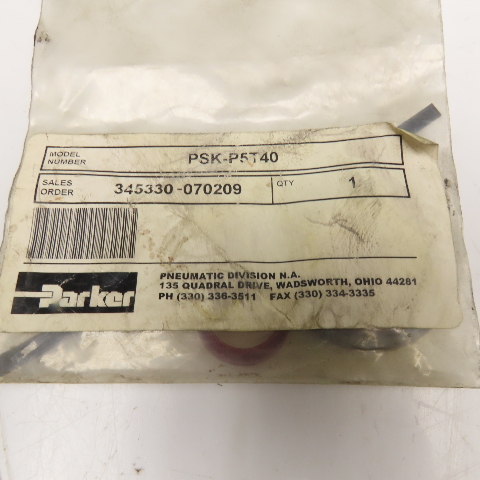 MODEL NUMBER PSK-P5T40
SALES ORDER 345330-070209 QTY 1
Parker
PNEUMATIC DIVISION N.A.
135 QUADRAL DRIVE, WADSWORTH, OHIO 44281
PH (330) 336-3511 FAX (330) 334-3335